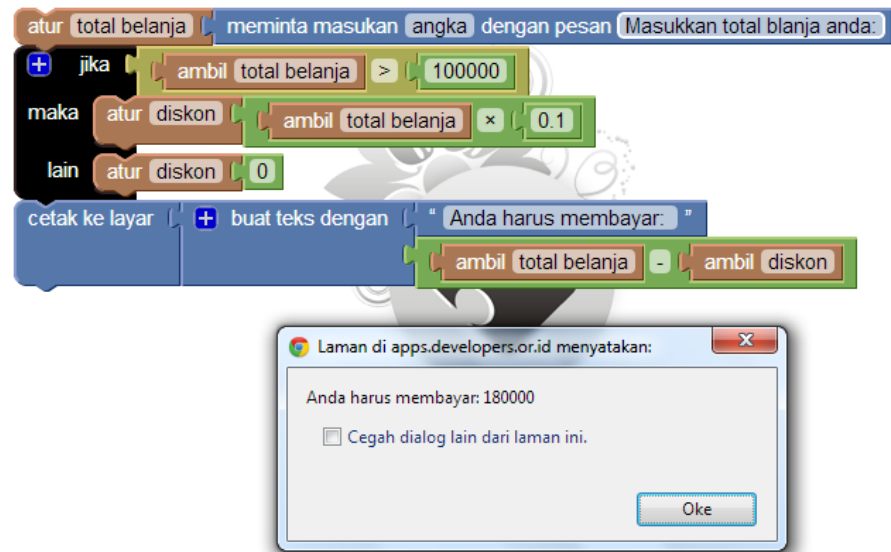 atur total belanja meminta masukan angka dengan pesan Masukkan total blanja anda:
+ jika ambil total belanja > 100000
maka atur diskon ambil total belanja × 0.1
lain atur diskon 0
cetak ke layar + buat teks dengan “ Anda harus membayar: ”
ambil total belanja - ambil diskon
Laman di apps.developers.or.id menyatakan:
Anda harus membayar: 180000
Cegah dialog lain dari laman ini.
Oke